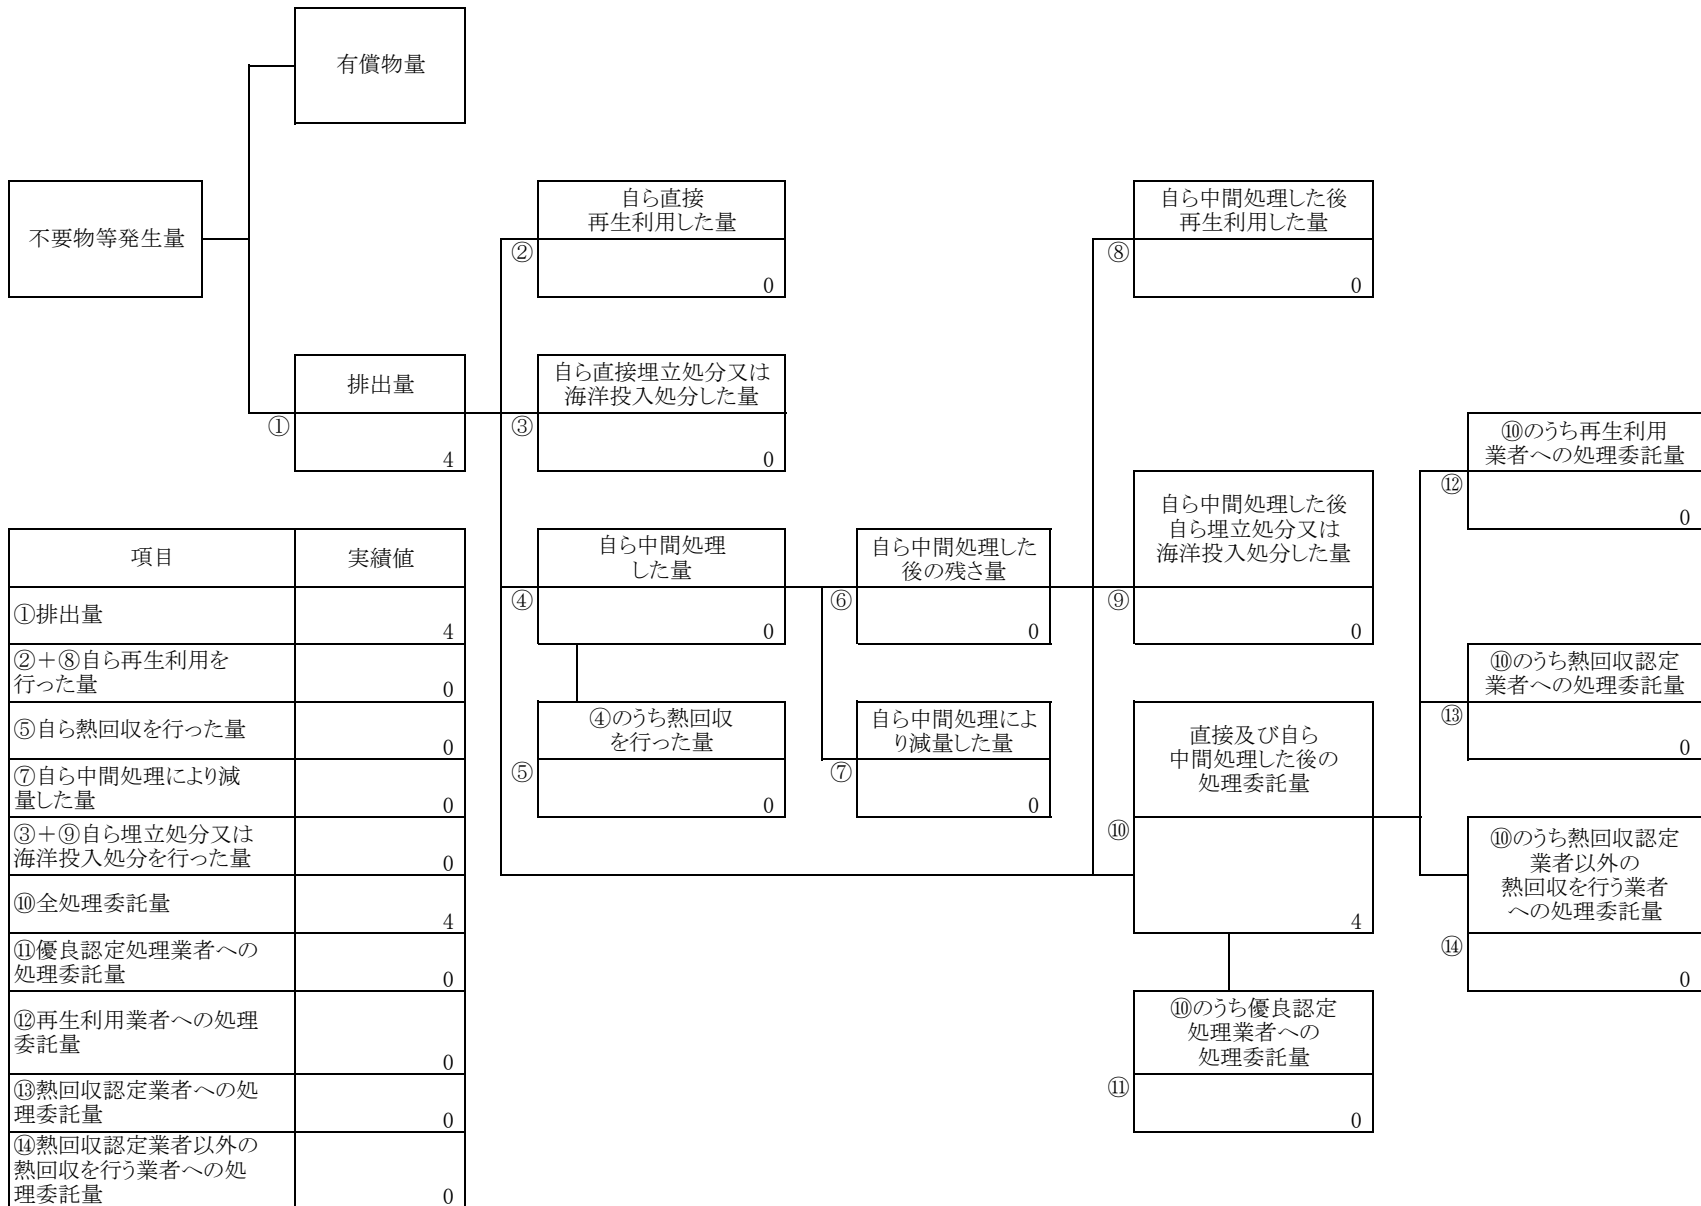 有償物量
不要物等発生量
自ら直接
再生利用した量
②
0
自ら中間処理した後
再生利用した量
⑧
0
排出量
①
4
自ら直接埋立処分又は
海洋投入処分した量
③
0
⑩のうち再生利用
業者への処理委託量
⑫
0
自ら中間処理
した量
④
0
自ら中間処理した
後の残さ量
⑥
0
自ら中間処理した後
自ら埋立処分又は
海洋投入処分した量
⑨
0
⑩のうち熱回収認定
業者への処理委託量
⑬
0
④のうち熱回収
を行った量
⑤
0
自ら中間処理によ
り減量した量
⑦
0
直接及び自ら
中間処理した後の
処理委託量
⑩
4
⑩のうち熱回収認定
業者以外の
熱回収を行う業者
への処理委託量
⑭
0
⑩のうち優良認定
処理業者への
処理委託量
⑪
0
項目 実績値
①排出量
4
②+⑧自ら再生利用を
行った量
0
⑤自ら熱回収を行った量
0
⑦自ら中間処理により減
量した量
0
③+⑨自ら埋立処分又は
海洋投入処分を行った量
0
⑩全処理委託量
4
⑪優良認定処理業者への
処理委託量
0
⑫再生利用業者への処理
委託量
0
⑬熱回収認定業者への処
理委託量
0
⑭熱回収認定業者以外の
熱回収を行う業者への処
理委託量
0